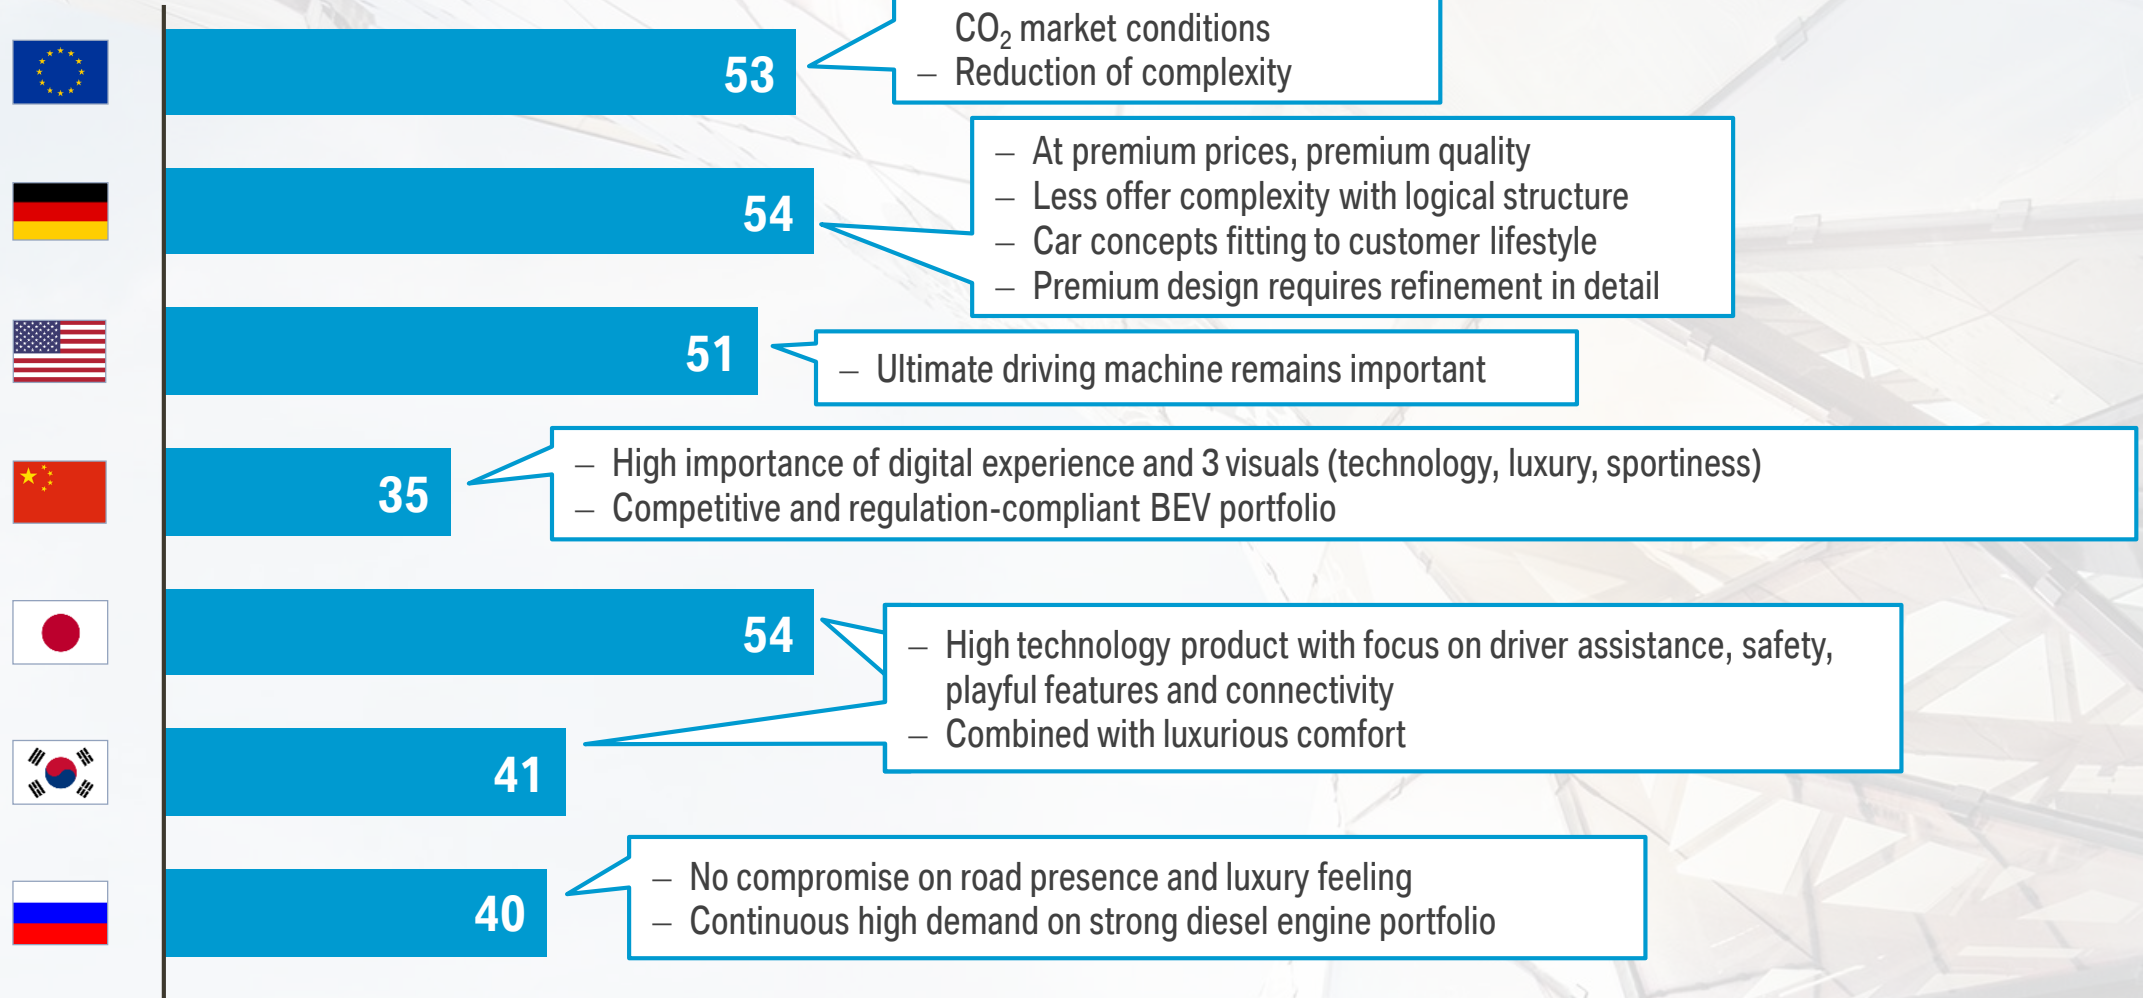 CO₂ market conditions
– Reduction of complexity
53
– At premium prices, premium quality
– Less offer complexity with logical structure
– Car concepts fitting to customer lifestyle
– Premium design requires refinement in detail
54
51
– Ultimate driving machine remains important
35
– High importance of digital experience and 3 visuals (technology, luxury, sportiness)
– Competitive and regulation-compliant BEV portfolio
54
– High technology product with focus on driver assistance, safety,
playful features and connectivity
– Combined with luxurious comfort
41
40
– No compromise on road presence and luxury feeling
– Continuous high demand on strong diesel engine portfolio